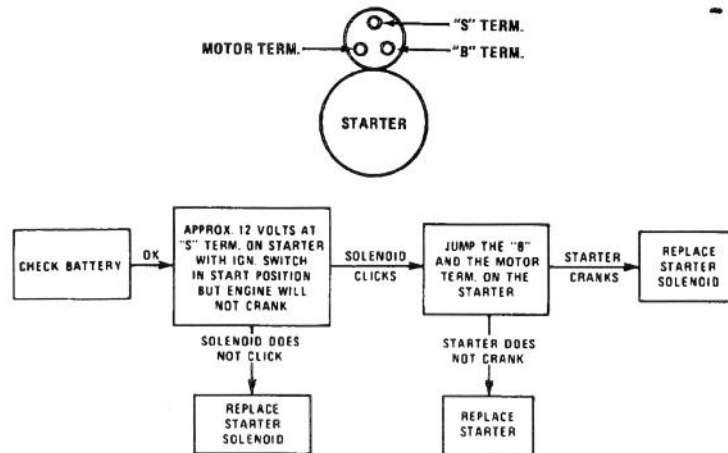 "S" TERM.
MOTOR TERM.
"B" TERM.
STARTER
CHECK BATTERY
OK
APPROX. 12 VOLTS AT
"S" TERM. ON STARTER
WITH IGN. SWITCH
IN START POSITION
BUT ENGINE WILL
NOT CRANK
SOLENOID
CLICKS
JUMP THE "B"
AND THE MOTOR
TERM. ON THE
STARTER
STARTER
CRANKS
REPLACE
STARTER
SOLENOID
SOLENOID DOES
NOT CLICK
REPLACE
STARTER
SOLENOID
STARTER DOES
NOT CRANK
REPLACE
STARTER